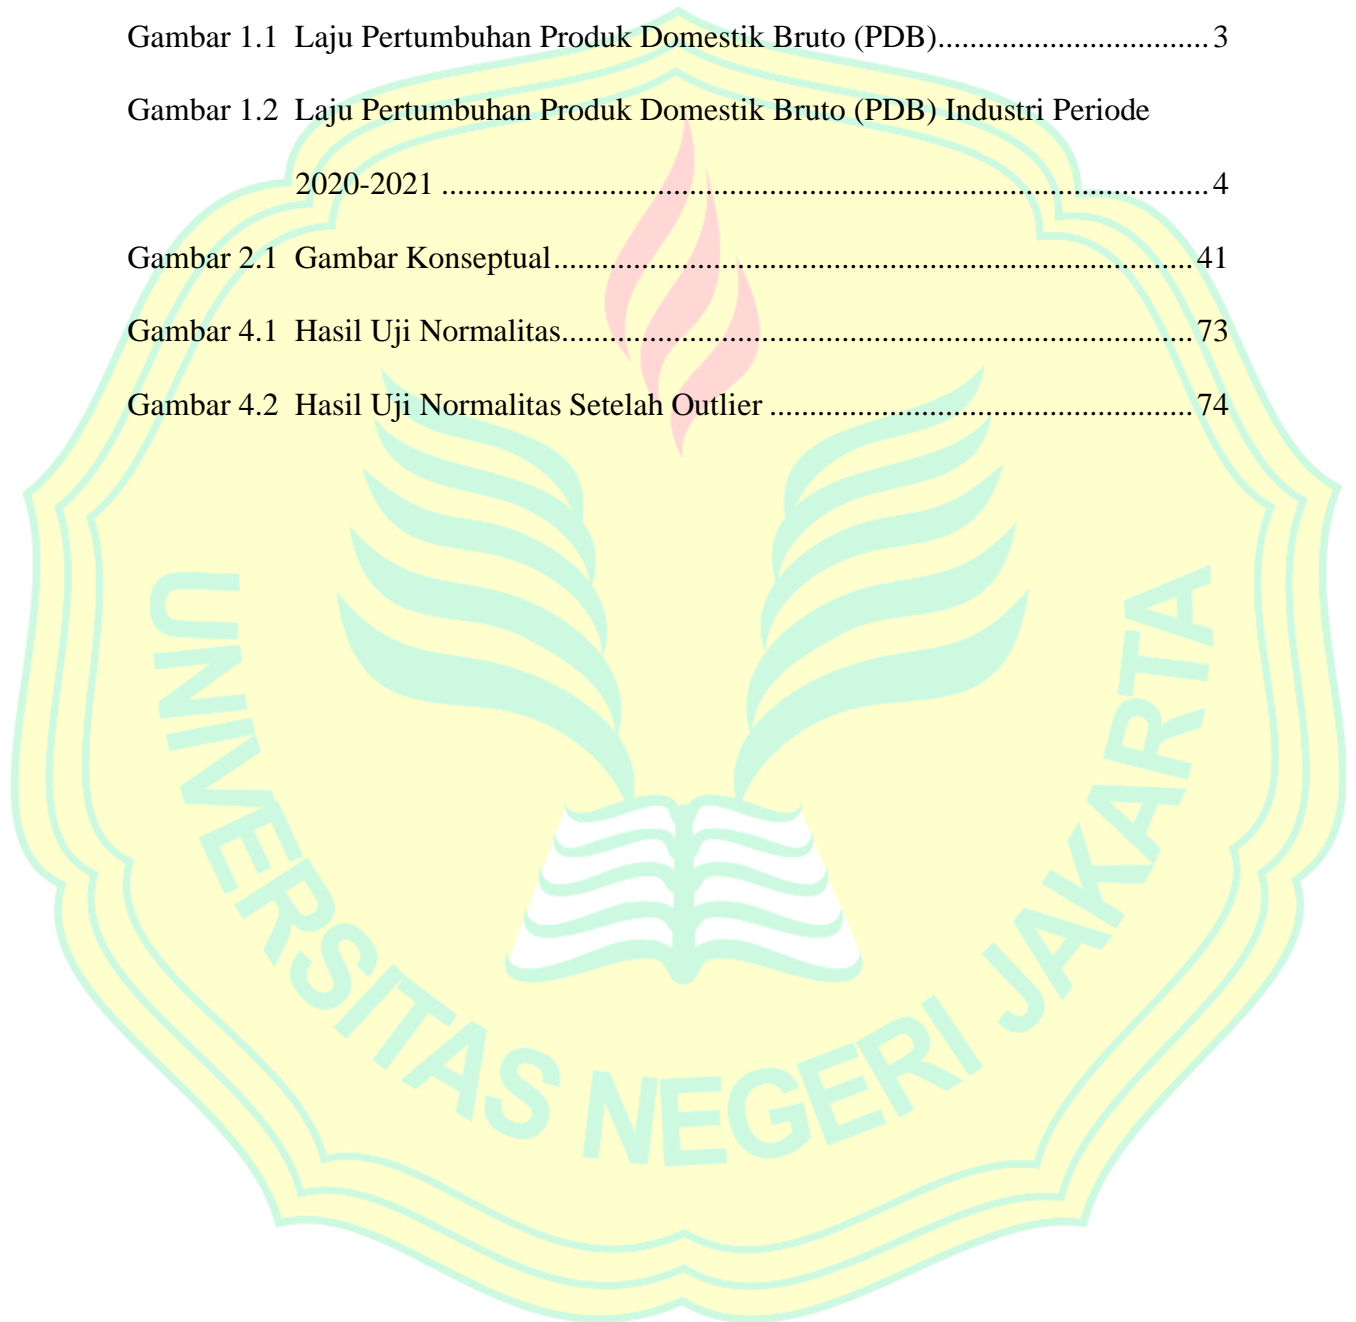 Gambar 1.1 Laju Pertumbuhan Produk Domestik Bruto (PDB).................................. 3
Gambar 1.2 Laju Pertumbuhan Produk Domestik Bruto (PDB) Industri Periode
2020-2021 .................................................................................................. 4
Gambar 2.1 Gambar Konseptual................................................................................. 41
Gambar 4.1 Hasil Uji Normalitas................................................................................ 73
Gambar 4.2 Hasil Uji Normalitas Setelah Outlier ...................................................... 74
UNIVERSITAS NEGERI JAKARTA